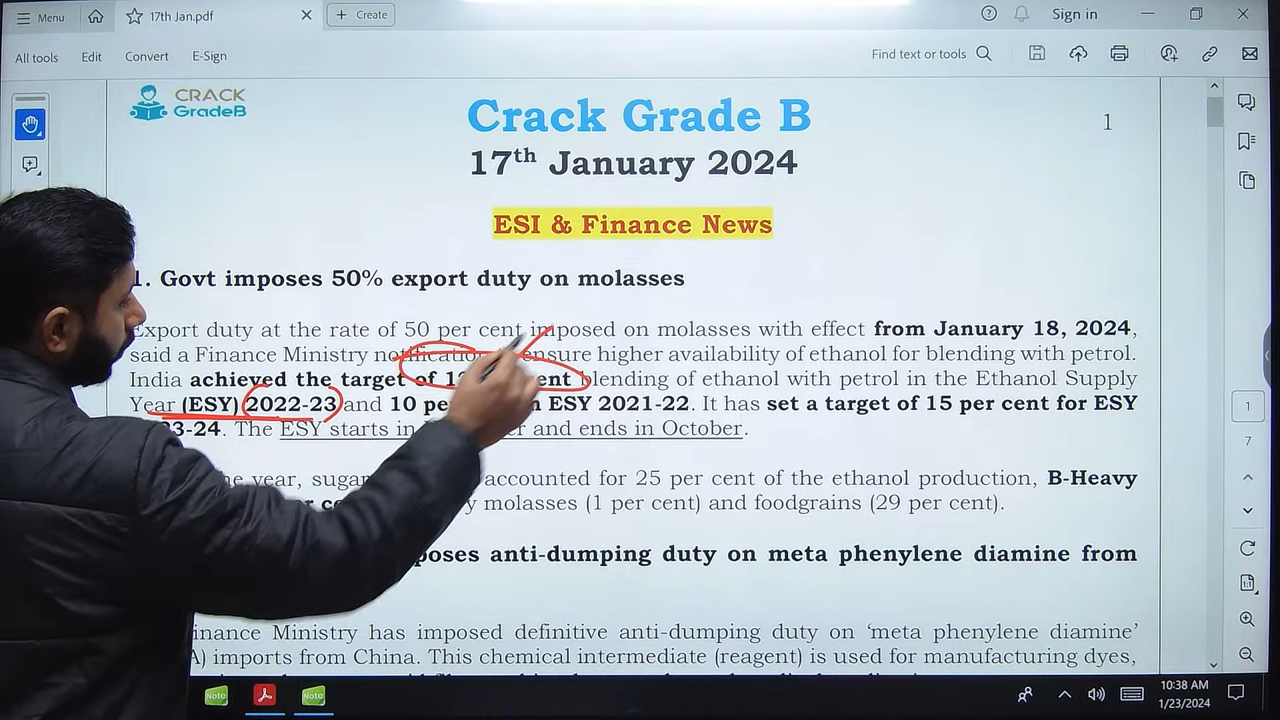 Menu
17th Jan.pdf
Create
Sign in
All tools
Edit
Convert
E-Sign
Find text or tools
CRACK
GradeB
Crack Grade B
1
17th January 2024
ESI & Finance News
1. Govt imposes 50% export duty on molasses
Export duty at the rate of 50 per cent imposed on molasses with effect from January 18, 2024,
said a Finance Ministry notification ensure higher availability of ethanol for blending with petrol.
India achieved the target of blending of ethanol with petrol in the Ethanol Supply
Year (ESY) 2022-23 and 10 ESY 2021-22. It has set a target of 15 per cent for ESY
23-24. The ESY starts in and ends in October.
year, accounted for 25 per cent of the ethanol production, B-Heavy
molasses (1 per cent) and foodgrains (29 per cent).
anti-dumping duty on meta phenylene diamine from
Finance Ministry has imposed definitive anti-dumping duty on ‘meta phenylene diamine’
imports from China. This chemical intermediate (reagent) is used for manufacturing dyes,
1
7
Note
Note
10:38 AM
1/23/2024